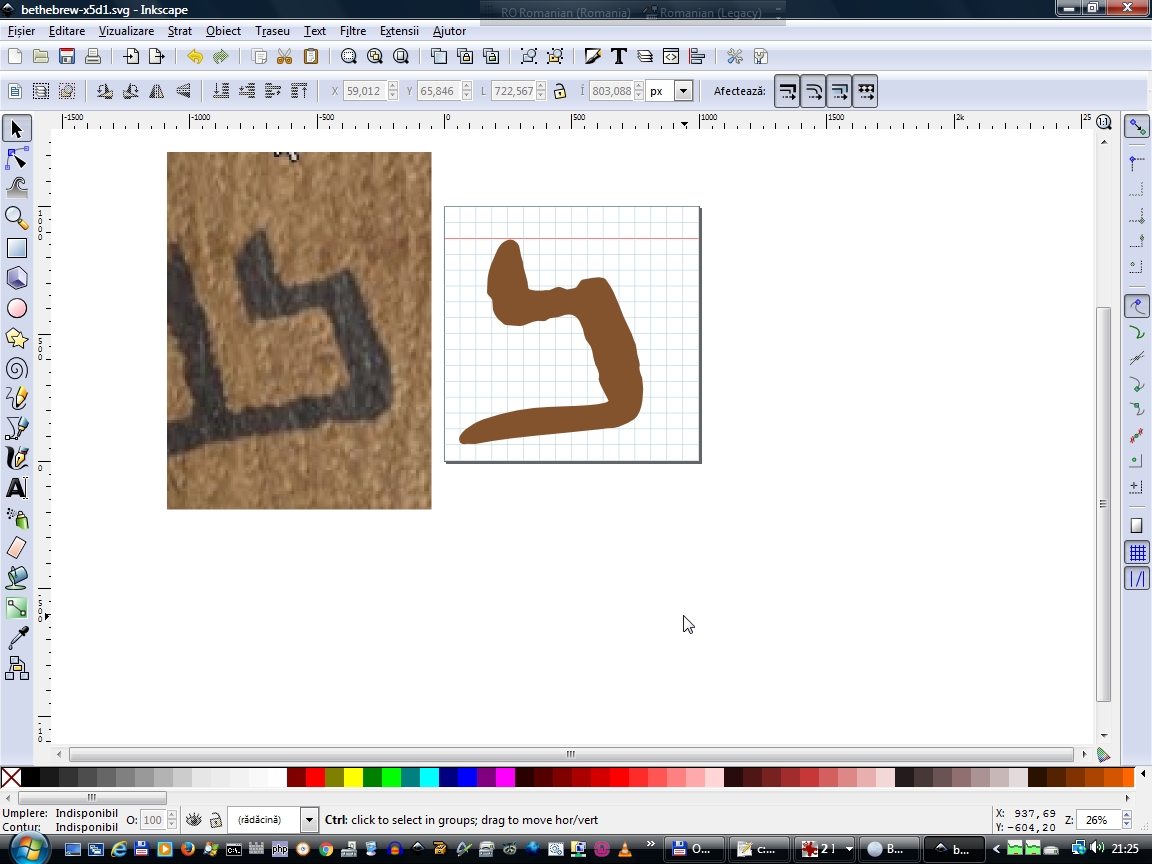 bethebrew-x5d1.svg - Inkscape
RO Romanian (Romania) Romanian (Legacy)
Fișier Editare Vizualizare Strat Obiect Traseu Text Filtre Extensii Ajutor
X 59,012 Y 65,846 L 722,567 Î 803,088 px Afectează:
-1500 -1000 -500 0 500 1000 1500 2k 25
1000
500
0
-500
-10
Umplere: Indisponibil O: 100 (rădăcină) Ctrl: click to select in groups; drag to move hor/vert X: 937,69 Z: 26%
Contur: Indisponibil Y: -604,20
php O... c:... 2 B... b... 21:25